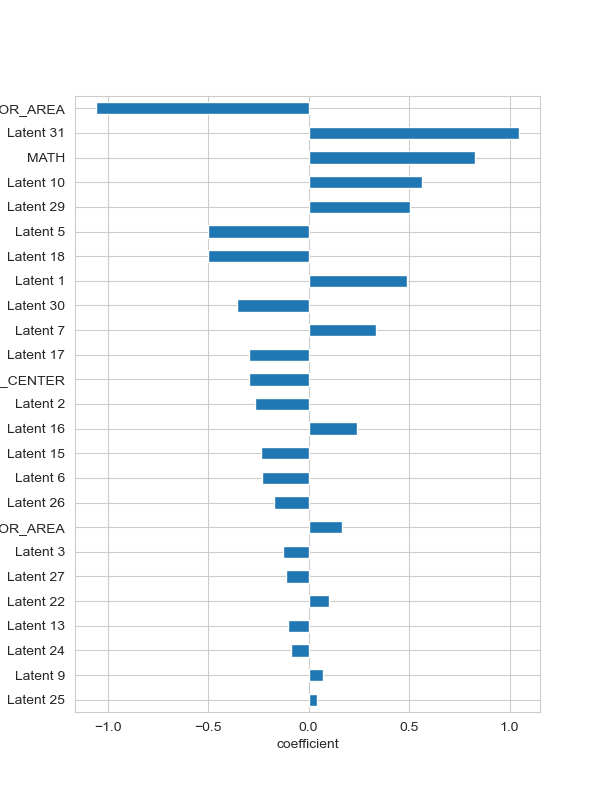 OR_AREA
Latent 31
MATH
Latent 10
Latent 29
Latent 5
Latent 18
Latent 1
Latent 30
Latent 7
Latent 17
_CENTER
Latent 2
Latent 16
Latent 15
Latent 6
Latent 26
OR_AREA
Latent 3
Latent 27
Latent 22
Latent 13
Latent 24
Latent 9
Latent 25
−1.0 −0.5 0.0 0.5 1.0
coefficient